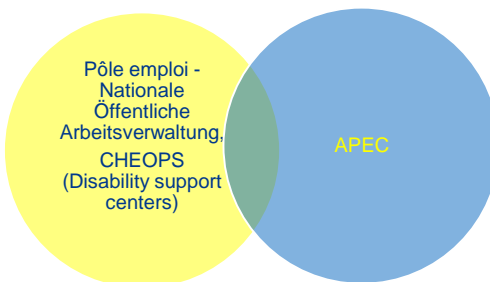 Pôle emploi -
Nationale
Öffentliche
Arbeitsverwaltung,
CHEOPS
(Disability support
centers)
APEC